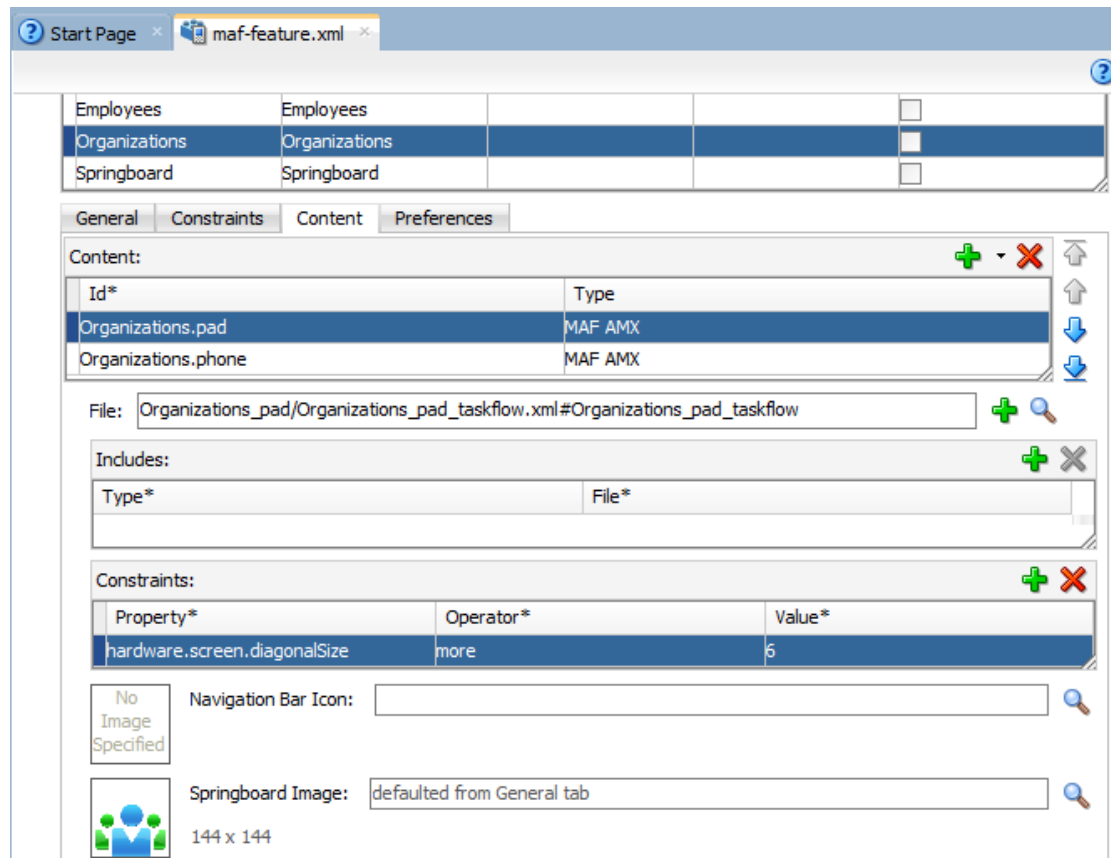 Start Page
maf-feature.xml
Employees Employees
Organizations Organizations
Springboard Springboard
General Constraints Content Preferences
Content:
Id* Type
Organizations.pad MAF AMX
Organizations.phone MAF AMX
File: Organizations_pad/Organizations_pad_taskflow.xml#Organizations_pad_taskflow
Includes:
Type* File*
Constraints:
Property* Operator* Value*
hardware.screen.diagonalSize more 6
No
Image
Specified
Navigation Bar Icon:
Springboard Image: defaulted from General tab
144 x 144